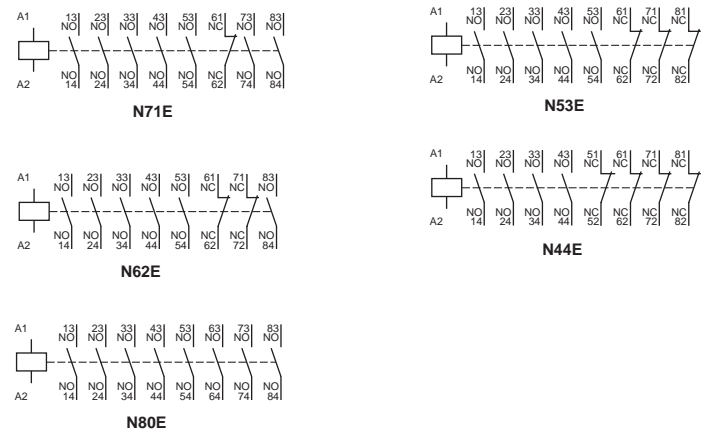 A1 13 23 33 43 53 61 73 83
NO NO NO NO NO NC NO NO
NO NO NO NO NO NC NO NO
A2 14 24 34 44 54 62 74 84
N71E
A1 13 23 33 43 53 61 71 81
NO NO NO NO NO NC NC NC
NO NO NO NO NO NC NC NC
A2 14 24 34 44 54 62 72 82
N53E
A1 13 23 33 43 53 61 71 83
NO NO NO NO NO NC NC NO
NO NO NO NO NO NC NC NO
A2 14 24 34 44 54 62 72 84
N62E
A1 13 23 33 43 51 61 71 81
NO NO NO NO NC NC NC NC
NO NO NO NO NC NC NC NC
A2 14 24 34 44 52 62 72 82
N44E
A1 13 23 33 43 53 63 73 83
NO NO NO NO NO NO NO NO
NO NO NO NO NO NO NO NO
A2 14 24 34 44 54 64 74 84
N80E